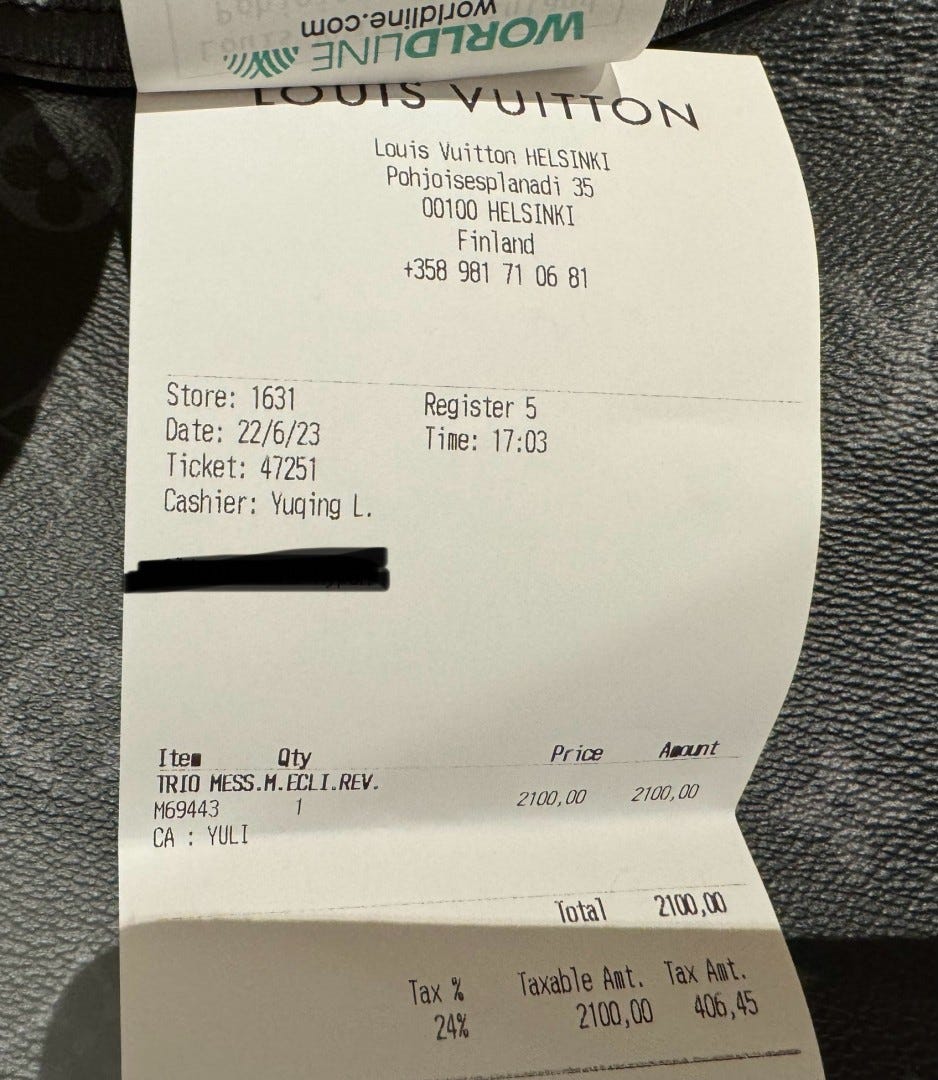 worldline.com
WORLDLINE
LOUIS VUITTON
Louis Vuitton HELSINKI
Pohjoisesplanadi 35
00100 HELSINKI
Finland
+358 981 71 06 81
Store: 1631 Register 5
Date: 22/6/23 Time: 17:03
Ticket: 47251
Cashier: Yuqing L.
Item Qty Price Amount
TRIO MESS.M.ECLI.REV.
M69443 1 2100,00 2100,00
CA : YULI
Total 2100,00
Tax % Taxable Amt. Tax Amt.
24% 2100,00 406,45